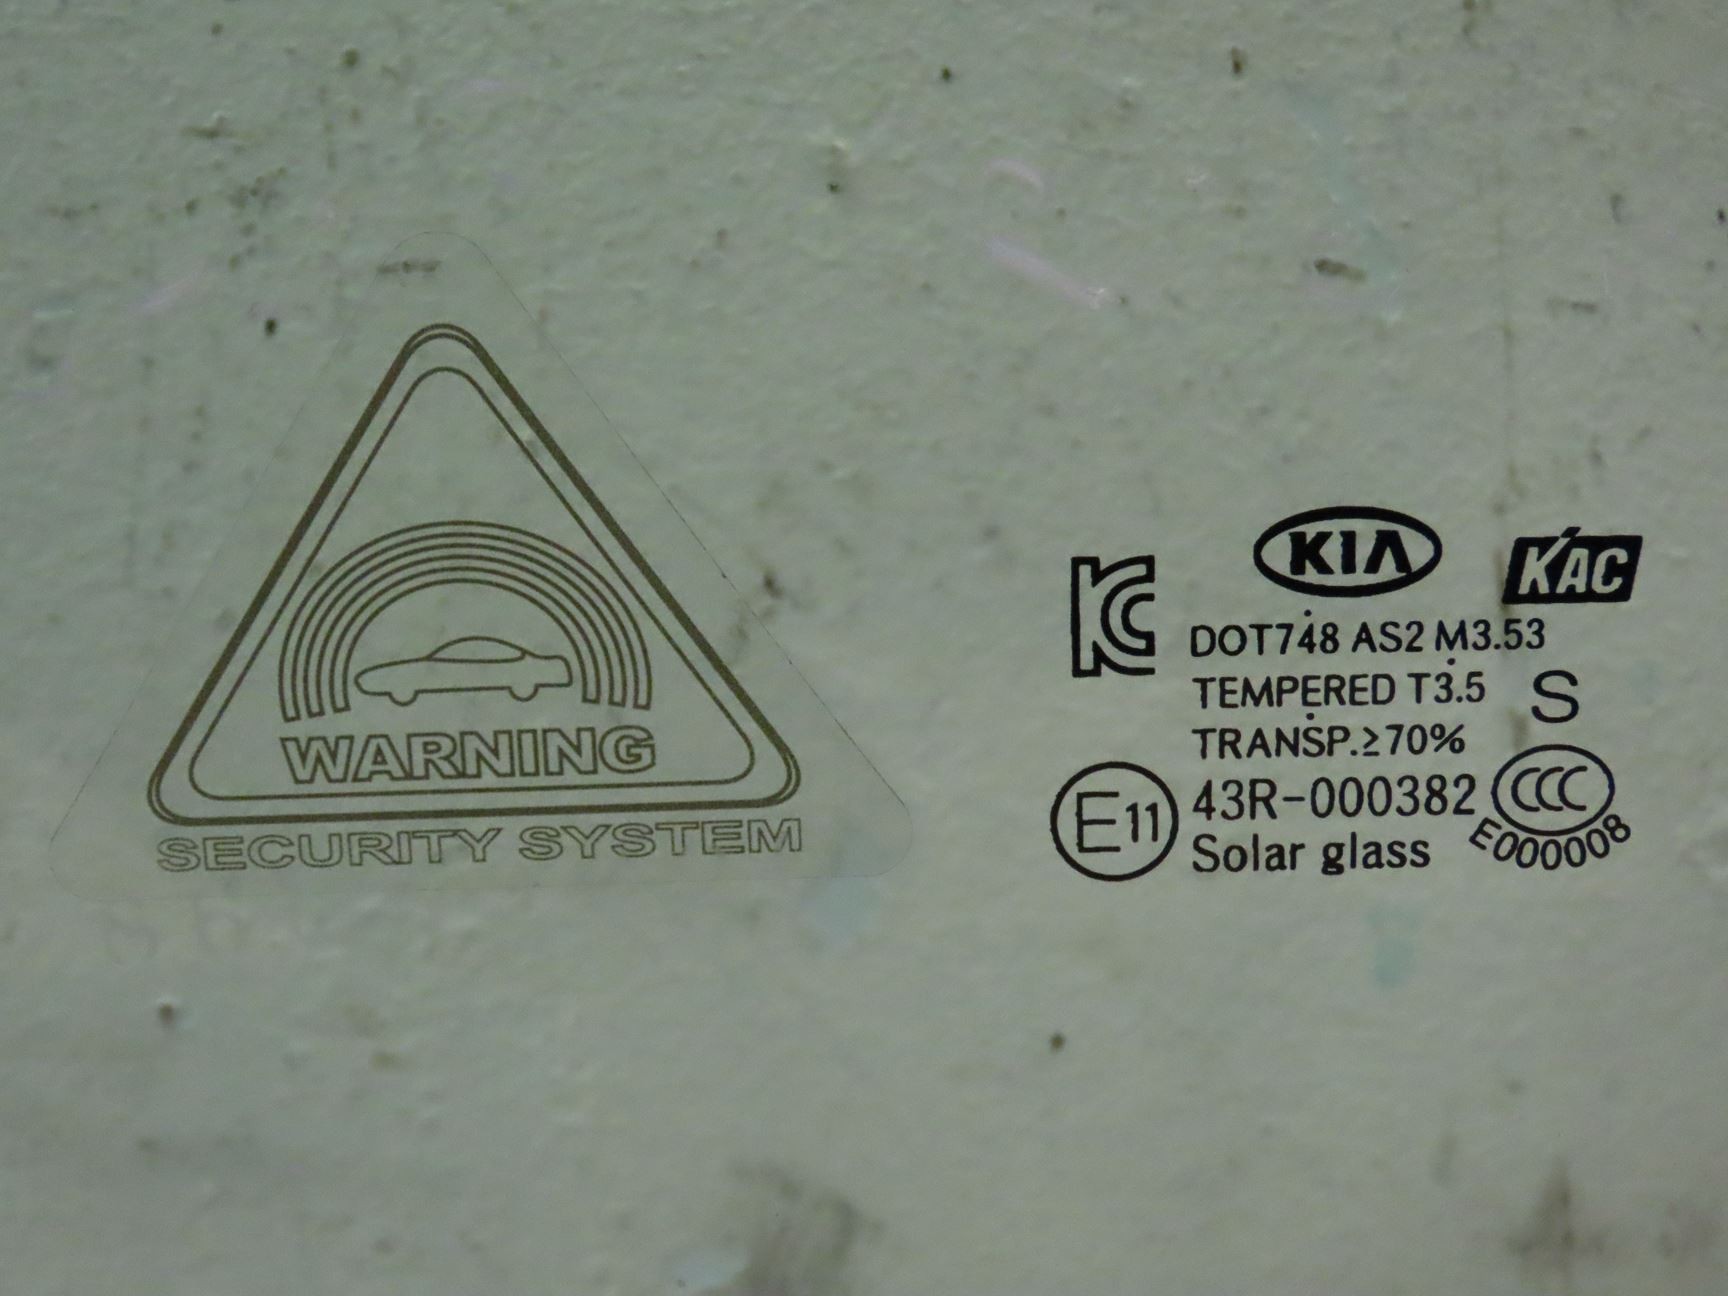 WARNING
SECURITY SYSTEM
KC
KIA
KAC
DOT748 AS2 M3.53
TEMPERED T3.5
S
TRANSP.≥70%
E11
43R-000382
CCC
Solar glass
E000008